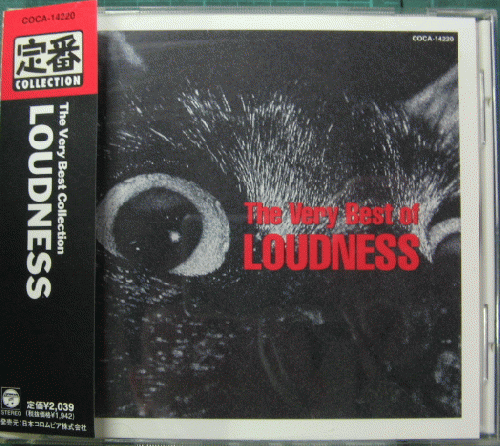 COCA-14220
定番
COLLECTION
The Very Best Collection
LOUDNESS
STEREO
定価¥2,039
(税抜価格¥1,942)
発売元:日本コロムビア株式会社
COCA-14220
The Very Best of
LOUDNESS